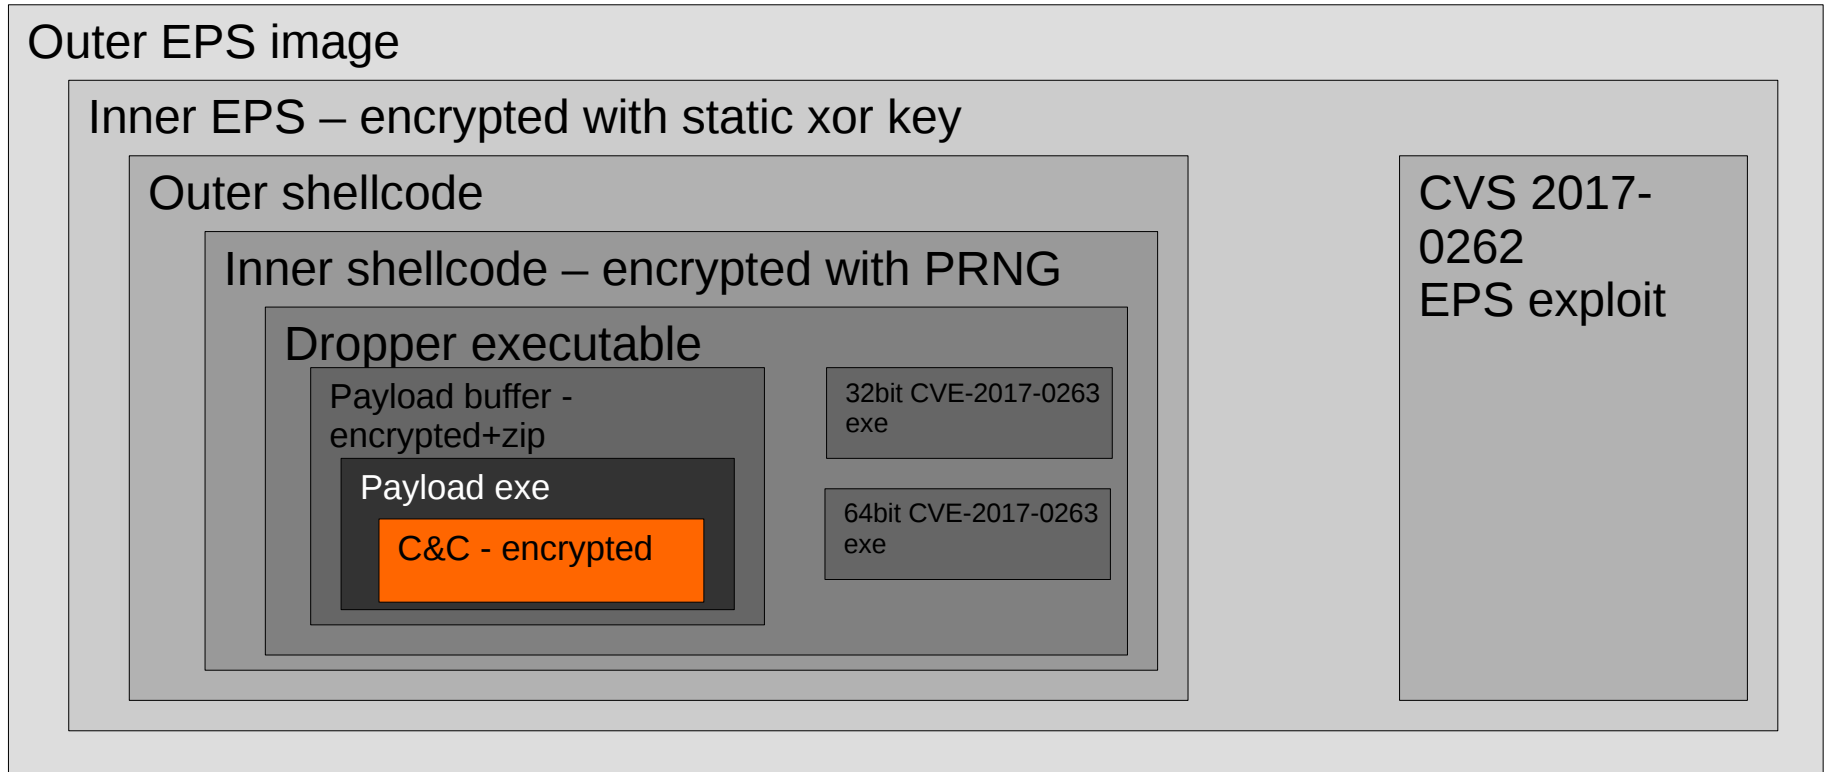 Outer EPS image
Inner EPS – encrypted with static xor key
Outer shellcode
Inner shellcode – encrypted with PRNG
Dropper executable
Payload buffer -
encrypted+zip
Payload exe
C&C - encrypted
32bit CVE-2017-0263
exe
64bit CVE-2017-0263
exe
CVS 2017-
0262
EPS exploit